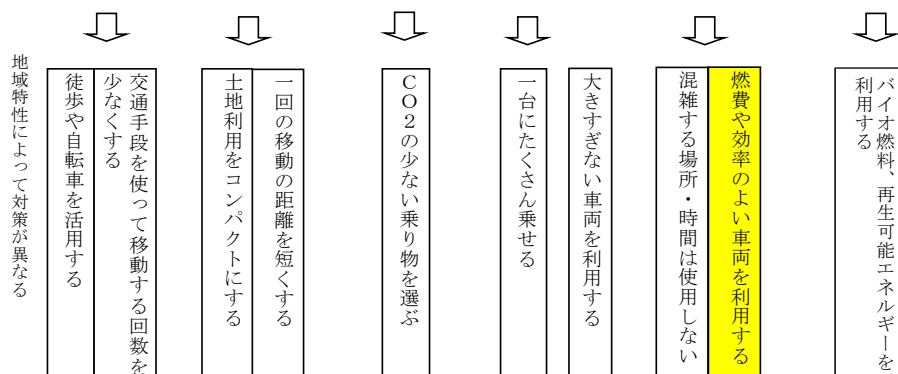 バイオ燃料、再生可能エネルギーを
利用する
燃費や効率のよい車両を利用する
混雑する場所・時間は使用しない
大きすぎない車両を利用する
一台にたくさん乗せる
ＣＯ２の少ない乗り物を選ぶ
一回の移動の距離を短くする
土地利用をコンパクトにする
交通手段を使って移動する回数を
少なくする
徒歩や自転車を活用する
地域特性によって対策が異なる